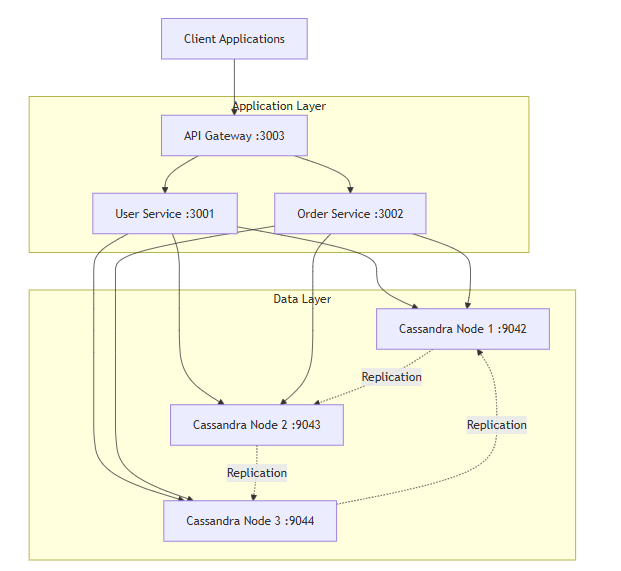 Client Applications
Application Layer
API Gateway :3003
User Service :3001
Order Service :3002
Data Layer
Cassandra Node 1 :9042
Replication
Cassandra Node 2 :9043
Replication
Replication
Cassandra Node 3 :9044